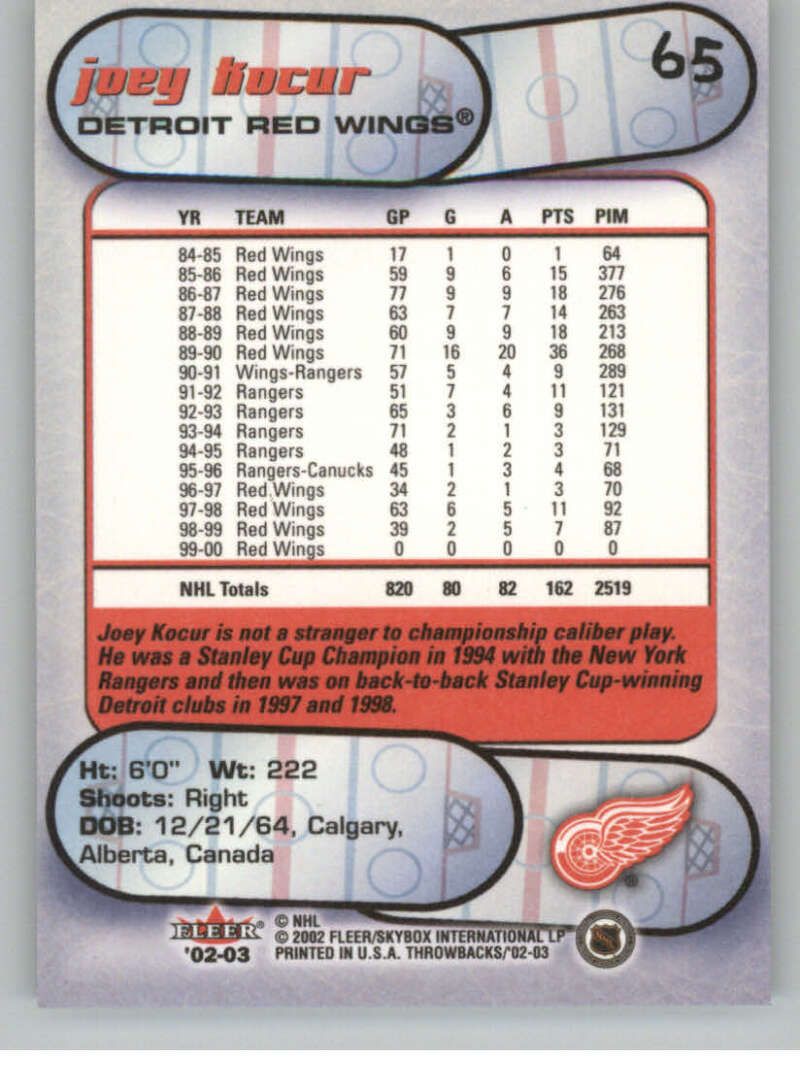 Joey Kocur
65
DETROIT RED WINGS®
YR TEAM GP G A PTS PIM
84-85 Red Wings 17 1 0 1 64
85-86 Red Wings 59 9 6 15 377
86-87 Red Wings 77 9 9 18 276
87-88 Red Wings 63 7 7 14 263
88-89 Red Wings 60 9 9 18 213
89-90 Red Wings 71 16 20 36 268
90-91 Wings-Rangers 57 5 4 9 289
91-92 Rangers 51 7 4 11 121
92-93 Rangers 65 3 6 9 131
93-94 Rangers 71 2 1 3 129
94-95 Rangers 48 1 2 3 71
95-96 Rangers-Canucks 45 1 3 4 68
96-97 Red Wings 34 2 1 3 70
97-98 Red Wings 63 6 5 11 92
98-99 Red Wings 39 2 5 7 87
99-00 Red Wings 0 0 0 0 0
NHL Totals 820 80 82 162 2519
Joey Kocur is not a stranger to championship caliber play.
He was a Stanley Cup Champion in 1994 with the New York
Rangers and then was on back-to-back Stanley Cup-winning
Detroit clubs in 1997 and 1998.
Ht: 6'0" Wt: 222
Shoots: Right
DOB: 12/21/64, Calgary,
Alberta, Canada
®
FLEER®
'02-03
© NHL
© 2002 FLEER/SKYBOX INTERNATIONAL LP
PRINTED IN U.S.A. THROWBACKS/'02-03
NHL